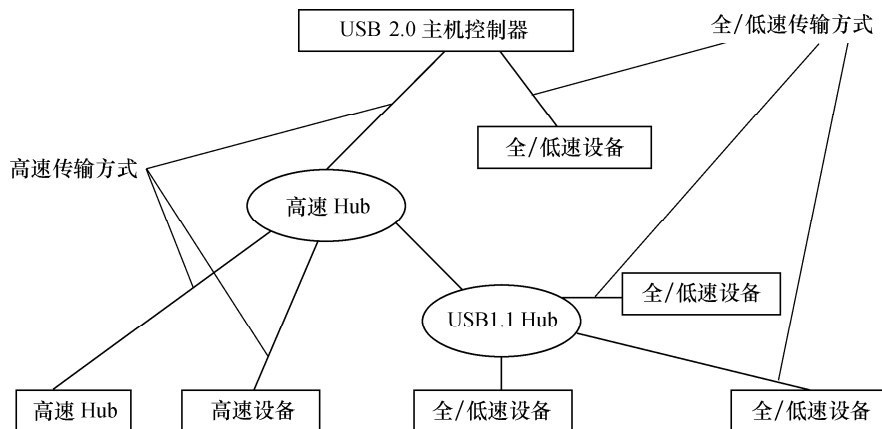 USB 2.0 主机控制器
全/低速传输方式
全/低速设备
高速传输方式
高速 Hub
全/低速设备
USB1.1 Hub
高速 Hub
高速设备
全/低速设备
全/低速设备